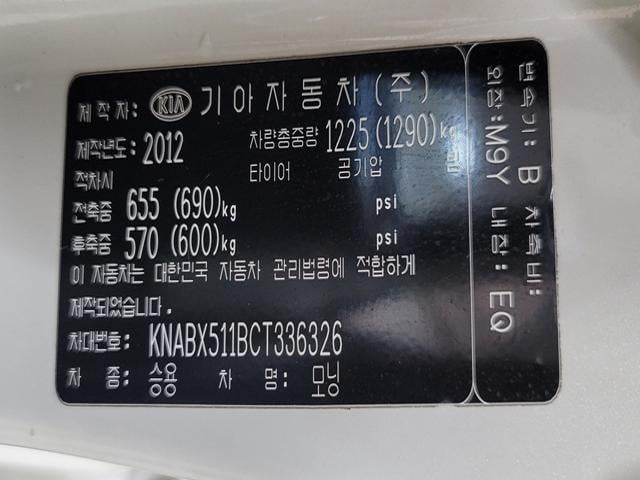 제 작 자: KIA 기아자동차(주)
제작년도: 2012 차량총중량 1225 (1290)kg
적차시 타이어 공기압
전축중 655 (690)kg psi
후축중 570 (600)kg psi
이 자동차는 대한민국 자동차 관리법령에 적합하게
제작되었습니다.
차대번호: KNABX511BCT336326
차 종: 승용 차 명: 모닝
변속기: B 차축비:
외장: M9Y 내장: EQ